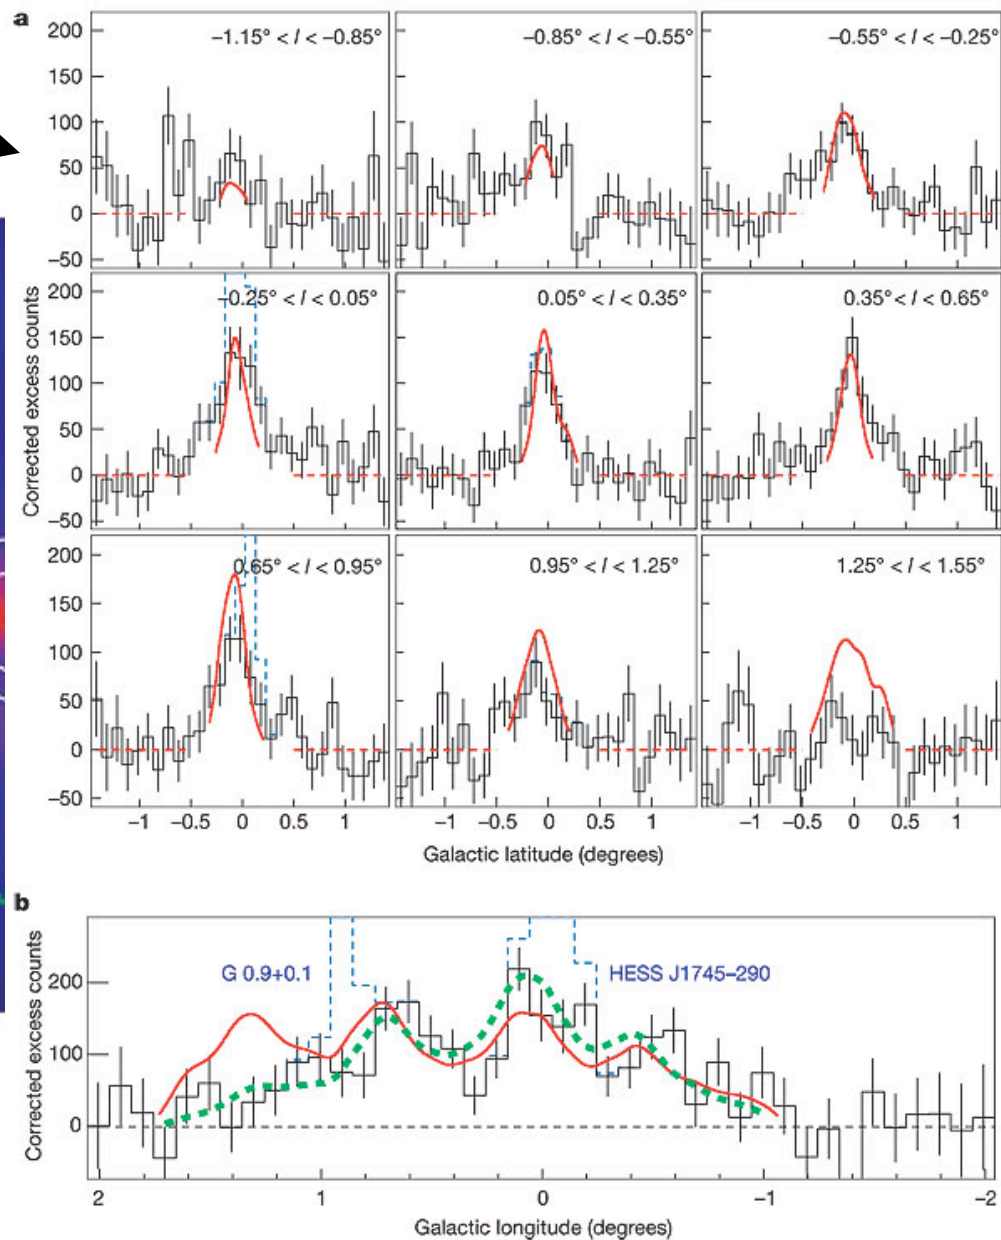 a
−1.15° < l < −0.85°
−0.85° < l < −0.55°
−0.55° < l < −0.25°
200
150
100
50
0
−50
−0.25° < l < 0.05°
0.05° < l < 0.35°
0.35° < l < 0.65°
200
150
100
50
0
−50
Corrected excess counts
0.65° < l < 0.95°
0.95° < l < 1.25°
1.25° < l < 1.55°
200
150
100
50
0
−50
−1 −0.5 0 0.5 1
−1 −0.5 0 0.5 1
−1 −0.5 0 0.5 1
Galactic latitude (degrees)
b
Corrected excess counts
G 0.9+0.1
HESS J1745–290
200
100
0
2 1 0 −1 −2
Galactic longitude (degrees)